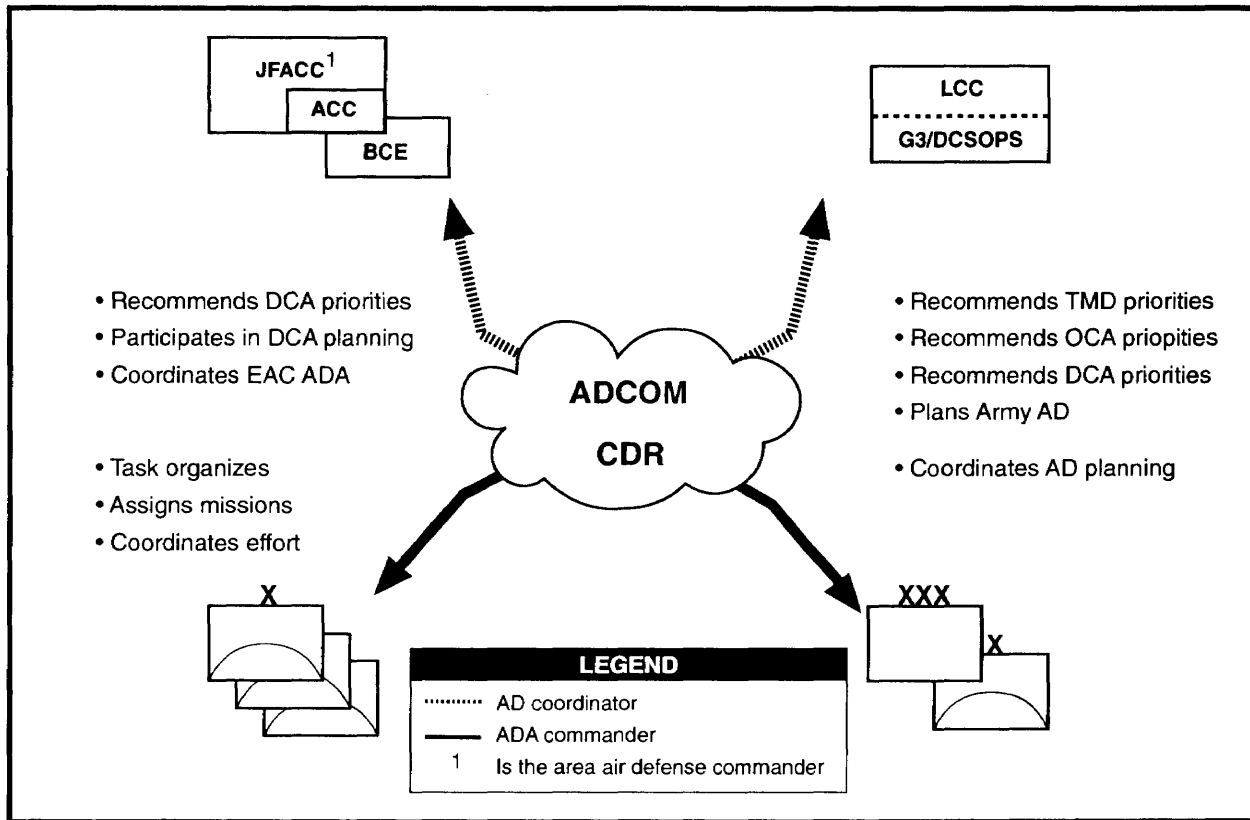 JFACC1
ACC
BCE
LCC
G3/DCSOPS
• Recommends DCA priorities
• Participates in DCA planning
• Coordinates EAC ADA
• Recommends TMD priorities
• Recommends OCA priopities
• Recommends DCA priorities
• Plans Army AD
ADCOM
CDR
• Task organizes
• Assigns missions
• Coordinates effort
• Coordinates AD planning
X
XXX
X
LEGEND
AD coordinator
ADA commander
1 Is the area air defense commander